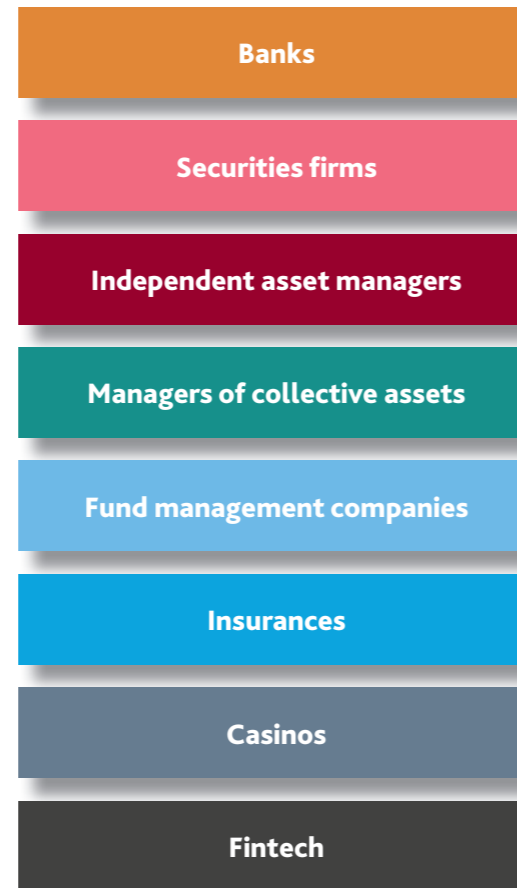 Banks
Securities firms
Independent asset managers
Managers of collective assets
Fund management companies
Insurances
Casinos
Fintech